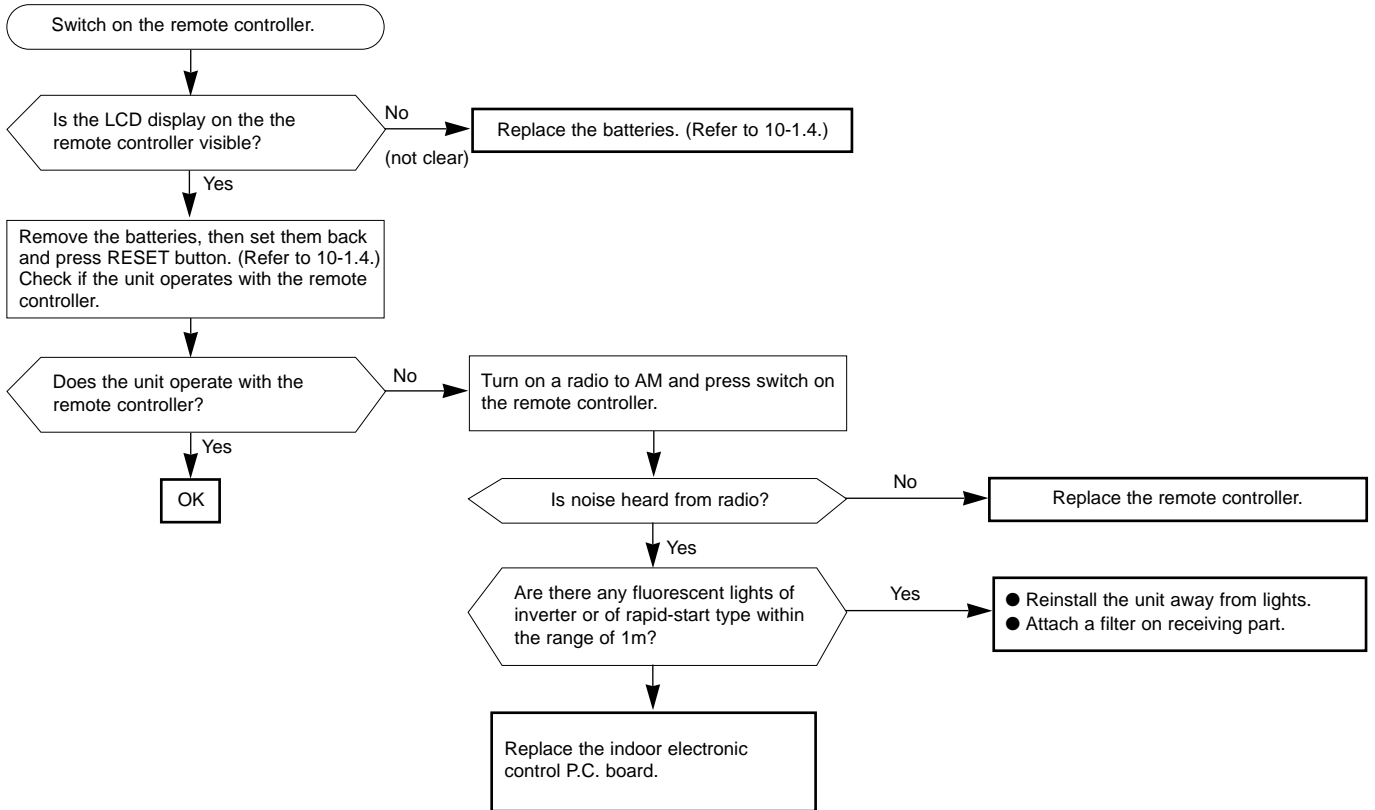 Switch on the remote controller.
Is the LCD display on the the
remote controller visible?
No
(not clear)
Replace the batteries. (Refer to 10-1.4.)
Yes
Remove the batteries, then set them back
and press RESET button. (Refer to 10-1.4.)
Check if the unit operates with the remote
controller.
Does the unit operate with the
remote controller?
No
Turn on a radio to AM and press switch on
the remote controller.
Yes
OK
Is noise heard from radio?
No
Replace the remote controller.
Yes
Are there any fluorescent lights of
inverter or of rapid-start type within
the range of 1m?
Yes
● Reinstall the unit away from lights.
● Attach a filter on receiving part.
Replace the indoor electronic
control P.C. board.